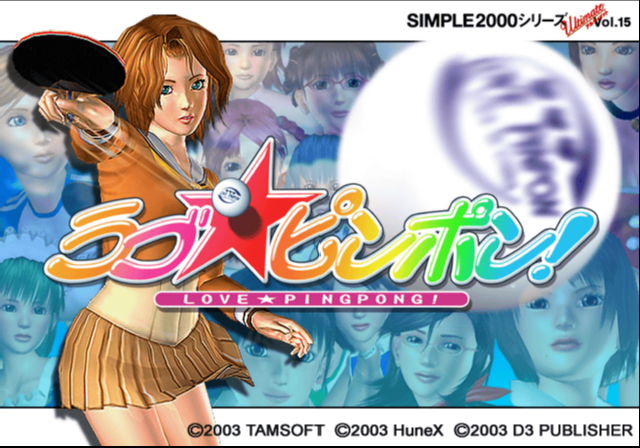 SIMPLE2000シリーズ Ultimate Vol.15
ラブ★ピンポン!
LOVE★PINGPONG!
©2003 TAMSOFT ©2003 HuneX ©2003 D3 PUBLISHER